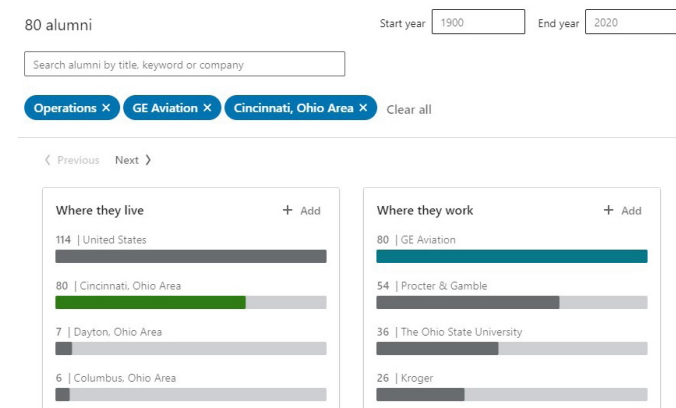 80 alumni
Start year 1900 End year 2020
Search alumni by title, keyword or company
Operations × GE Aviation × Cincinnati, Ohio Area × Clear all
〈 Previous Next 〉
Where they live + Add
114 | United States
80 | Cincinnati, Ohio Area
7 | Dayton, Ohio Area
6 | Columbus, Ohio Area
Where they work + Add
80 | GE Aviation
54 | Procter & Gamble
36 | The Ohio State University
26 | Kroger